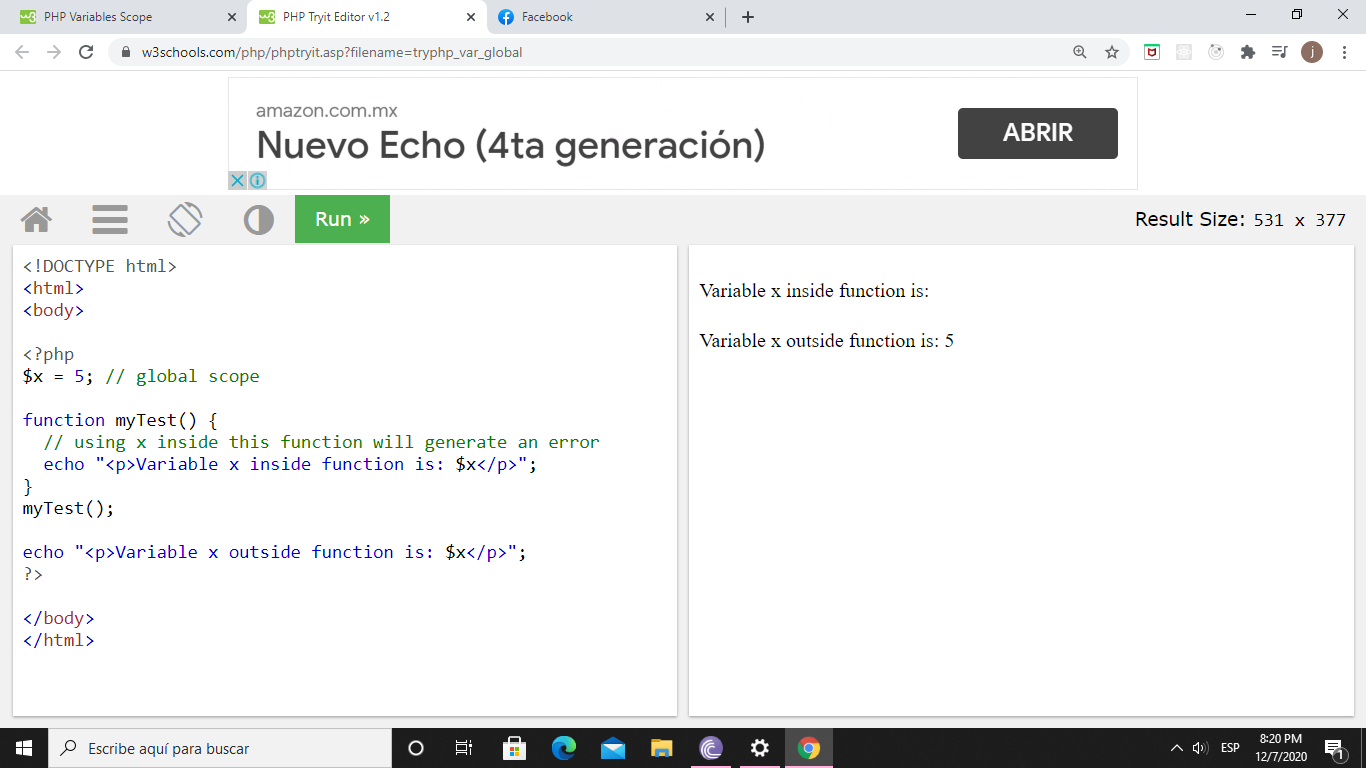 PHP Variables Scope
PHP Tryit Editor v1.2
Facebook
w3schools.com/php/phptryit.asp?filename=tryphp_var_global
j
amazon.com.mx
Nuevo Echo (4ta generación)
ABRIR
Run »
Result Size: 531 x 377
<!DOCTYPE html>
<html>
<body>
<?php
$x = 5; // global scope
function myTest() {
// using x inside this function will generate an error
echo "<p>Variable x inside function is: $x</p>";
}
myTest();
echo "<p>Variable x outside function is: $x</p>";
?>
</body>
</html>
Variable x inside function is:
Variable x outside function is: 5
Escribe aquí para buscar
ESP
8:20 PM
12/7/2020
1